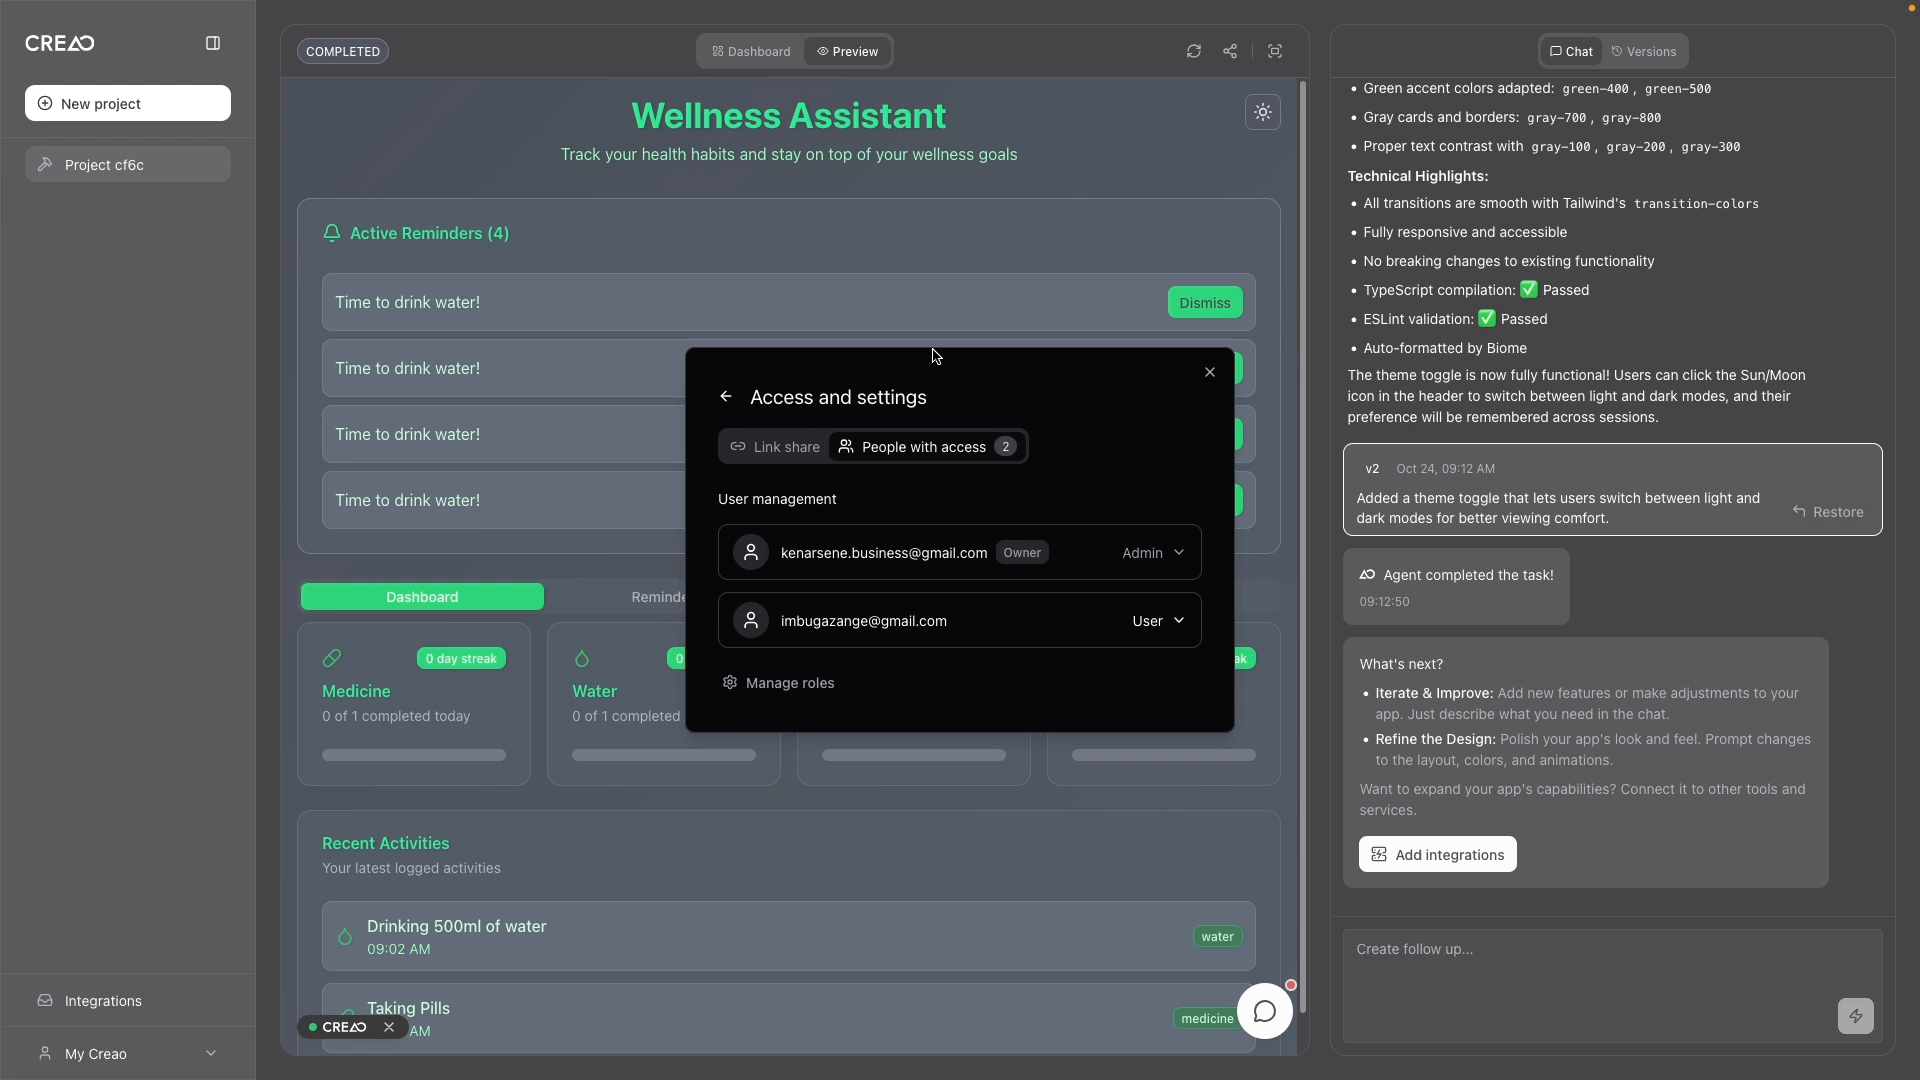 CREAO
New project
Project cf6c
Integrations
My Creao
COMPLETED
Dashboard
Preview
Wellness Assistant
Track your health habits and stay on top of your wellness goals
Active Reminders (4)
Time to drink water!
Dismiss
Time to drink water!
Time to drink water!
Time to drink water!
Access and settings
Link share
People with access 2
User management
kenarsene.business@gmail.com Owner Admin
imbugazange@gmail.com User
Manage roles
Dashboard
0 day streak
Medicine
0 of 1 completed today
0
Water
0 of 1 completed
Recent Activities
Your latest logged activities
Drinking 500ml of water
09:02 AM
water
Taking Pills
AM
medicine
CREAO
Chat
Versions
• Green accent colors adapted: green-400, green-500
• Gray cards and borders: gray-700, gray-800
• Proper text contrast with gray-100, gray-200, gray-300
Technical Highlights:
• All transitions are smooth with Tailwind's transition-colors
• Fully responsive and accessible
• No breaking changes to existing functionality
• TypeScript compilation: ✅ Passed
• ESLint validation: ✅ Passed
• Auto-formatted by Biome
The theme toggle is now fully functional! Users can click the Sun/Moon
icon in the header to switch between light and dark modes, and their
preference will be remembered across sessions.
v2 Oct 24, 09:12 AM
Added a theme toggle that lets users switch between light and
dark modes for better viewing comfort.
Restore
Agent completed the task!
09:12:50
What's next?
• Iterate & Improve: Add new features or make adjustments to your
app. Just describe what you need in the chat.
• Refine the Design: Polish your app's look and feel. Prompt changes
to the layout, colors, and animations.
Want to expand your app's capabilities? Connect it to other tools and
services.
Add integrations
Create follow up...